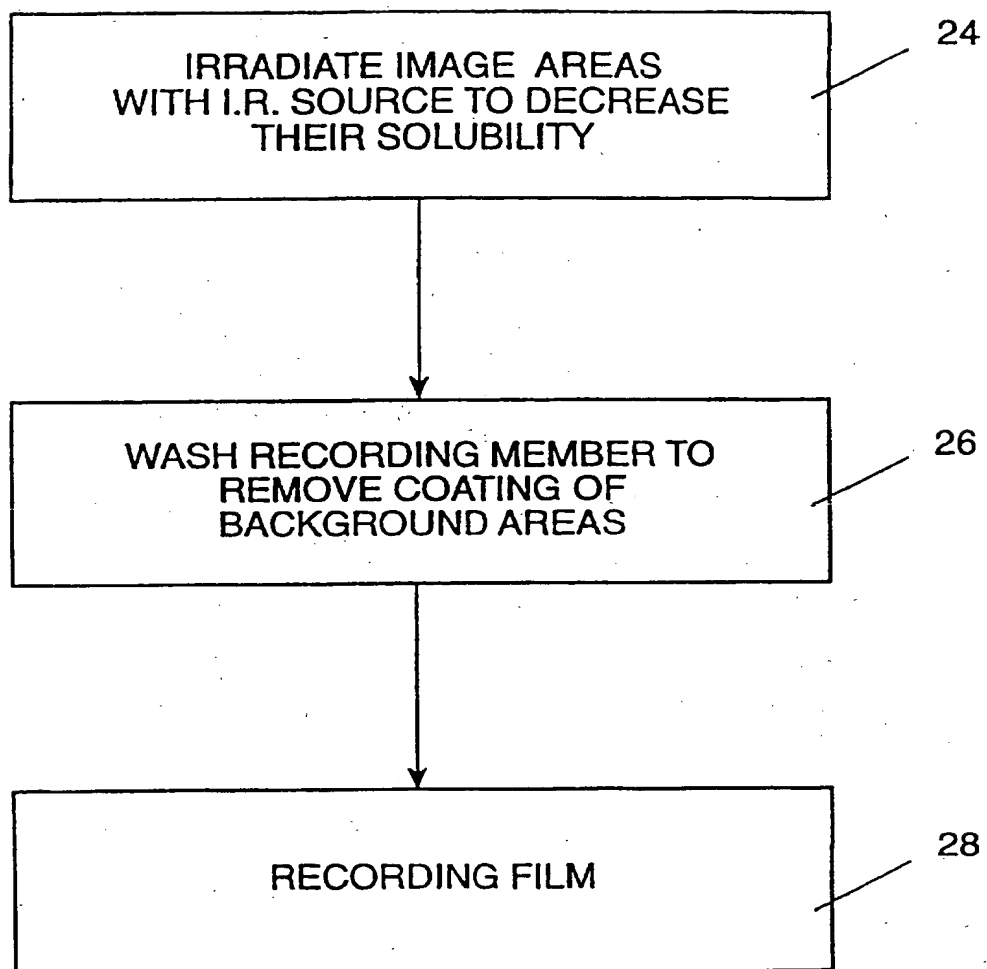 24
IRRADIATE IMAGE AREAS
WITH I.R. SOURCE TO DECREASE
THEIR SOLUBILITY
26
WASH RECORDING MEMBER TO
REMOVE COATING OF
BACKGROUND AREAS
28
RECORDING FILM